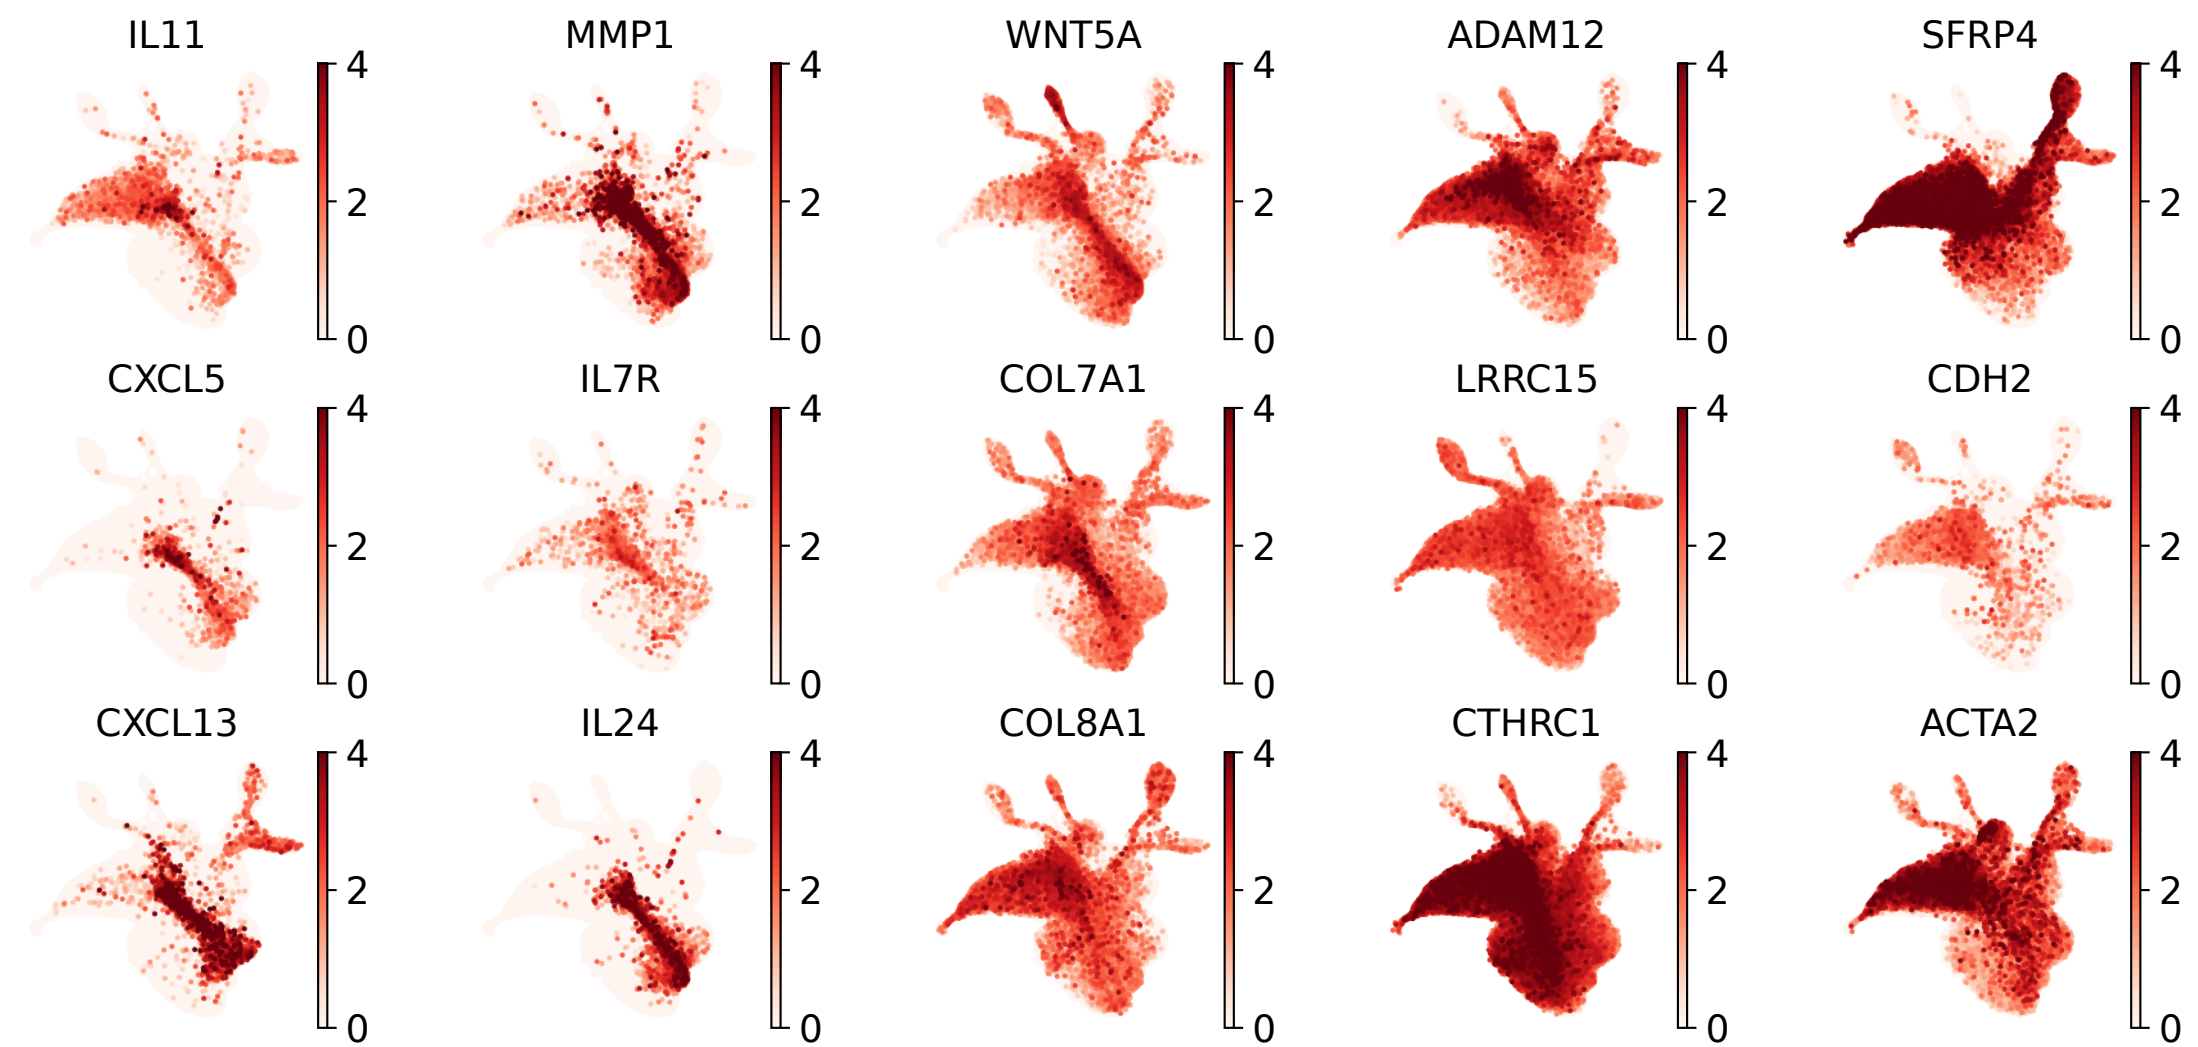 IL11 MMP1 WNT5A ADAM12 SFRP4
4 4 4 4 4
2 2 2 2 2
0 0 0 0 0
CXCL5 IL7R COL7A1 LRRC15 CDH2
4 4 4 4 4
2 2 2 2 2
0 0 0 0 0
CXCL13 IL24 COL8A1 CTHRC1 ACTA2
4 4 4 4 4
2 2 2 2 2
0 0 0 0 0